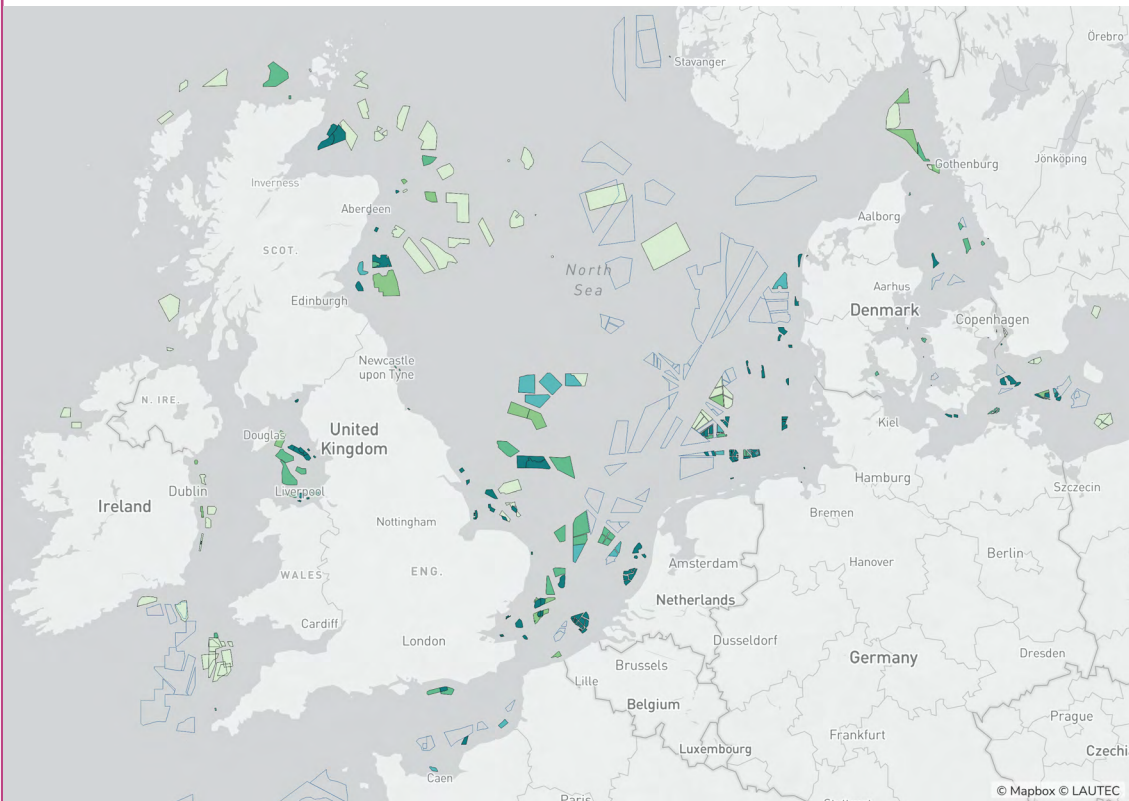 Örebro
Stavanger
Gothenburg
Jönköping
Inverness
Aberdeen
Aalborg
SCOT.
North
Sea
Aarhus
Denmark
Edinburgh
Copenhagen
Newcastle
upon Tyne
N. IRE.
Douglas
United
Kingdom
Kiel
Dublin
Liverpool
Hamburg
Szczecin
Ireland
Nottingham
Bremen
WALES
ENG.
Amsterdam
Hanover
Berlin
Netherlands
Cardiff
London
Dusseldorf
Dresden
Brussels
Germany
Lille
Belgium
Prague
Frankfurt
Luxembourg
Czechi
Caen
© Mapbox © LAUTEC
Paris